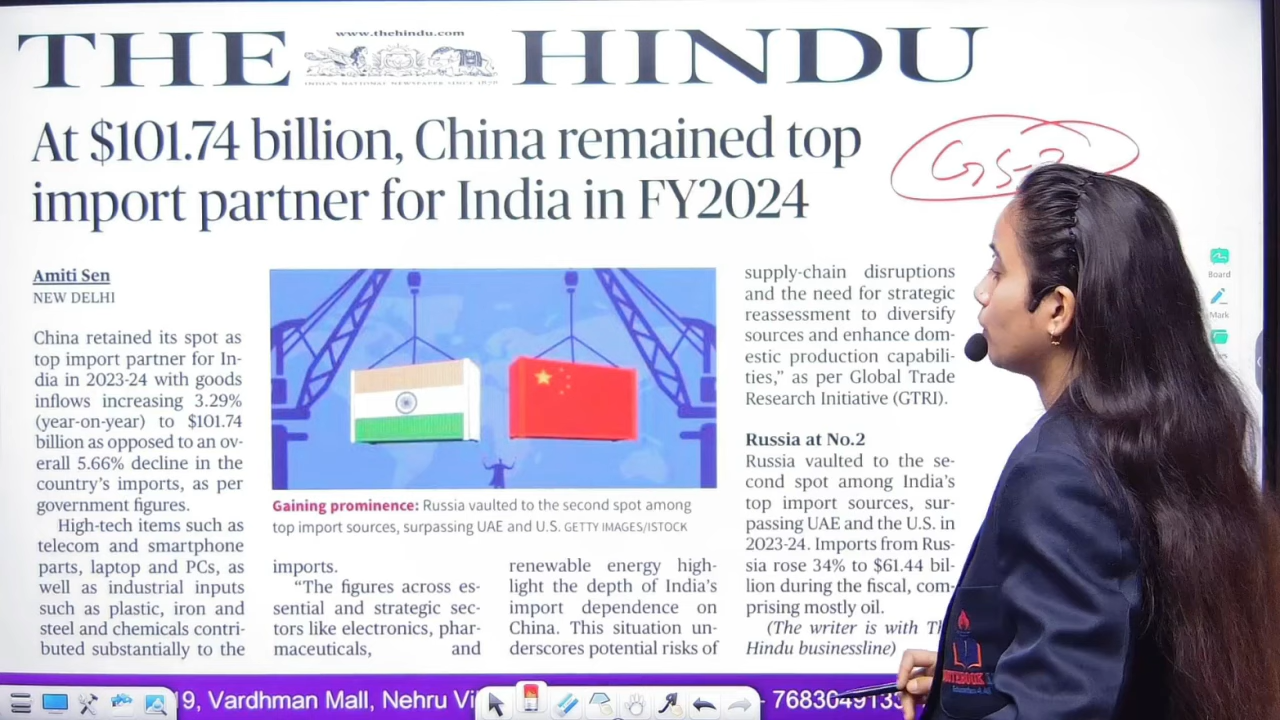 www.thehindu.com
THE HINDU
INDIA'S NATIONAL NEWSPAPER SINCE 1878
At $101.74 billion, China remained top
import partner for India in FY2024
Amiti Sen
NEW DELHI
China retained its spot as
top import partner for In-
dia in 2023-24 with goods
inflows increasing 3.29%
(year-on-year) to $101.74
billion as opposed to an ov-
erall 5.66% decline in the
country's imports, as per
government figures.
High-tech items such as
telecom and smartphone
parts, laptop and PCs, as
well as industrial inputs
such as plastic, iron and
steel and chemicals contri-
buted substantially to the
Gaining prominence: Russia vaulted to the second spot among
top import sources, surpassing UAE and U.S. GETTY IMAGES/ISTOCK
imports.
"The figures across es-
sential and strategic sec-
tors like electronics, phar-
maceuticals, and
renewable energy high-
light the depth of India's
import dependence on
China. This situation un-
derscores potential risks of
supply-chain disruptions
and the need for strategic
reassessment to diversify
sources and enhance dom-
estic production capabili-
ties," as per Global Trade
Research Initiative (GTRI).
Russia at No.2
Russia vaulted to the se-
cond spot among India's
top import sources, sur-
passing UAE and the U.S. in
2023-24. Imports from Rus-
sia rose 34% to $61.44 bil-
lion during the fiscal, com-
prising mostly oil.
(The writer is with
Hindu businessline)
GS-
Board
Mark
9, Vardhman Mall, Nehru